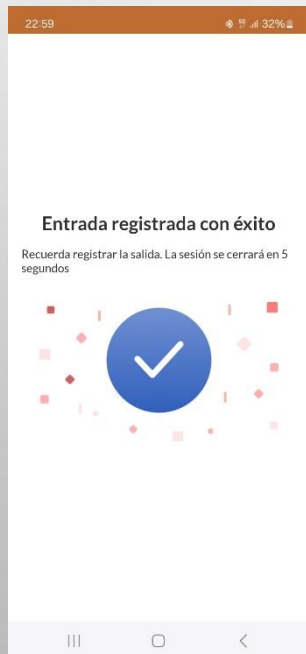 22:59
32%
Entrada registrada con éxito
Recuerda registrar la salida. La sesión se cerrará en 5
segundos